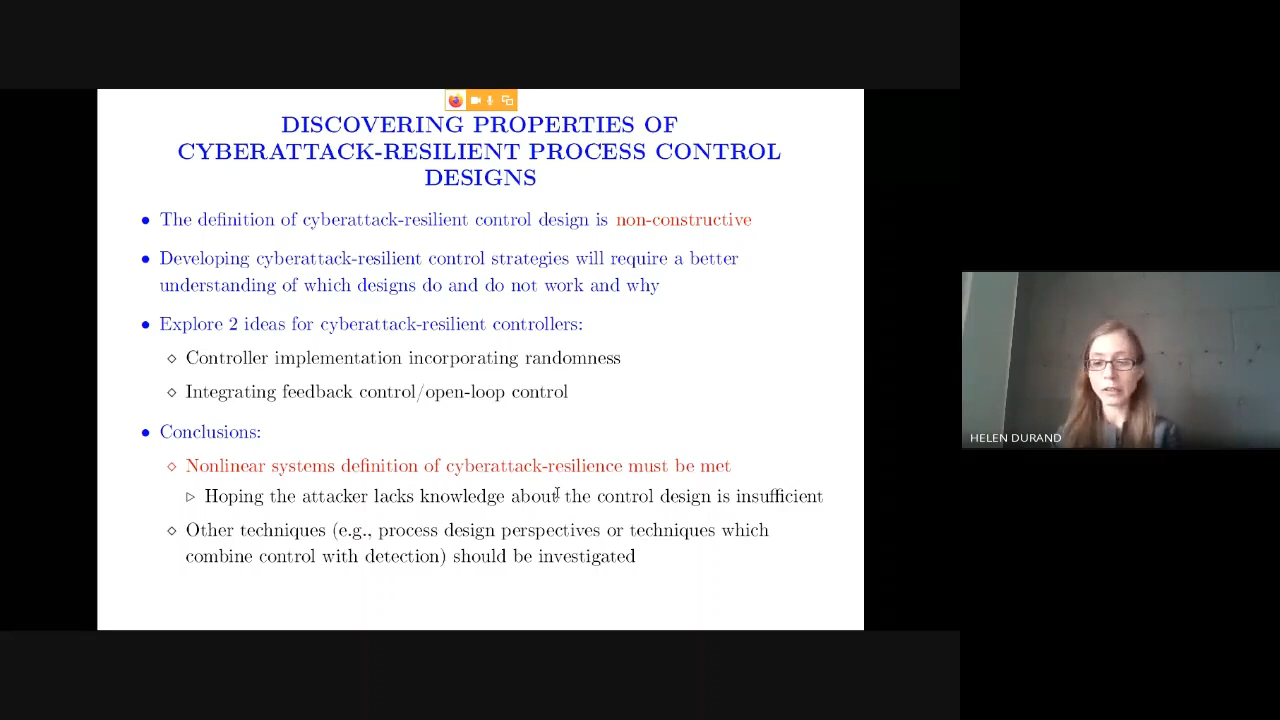 DISCOVERING PROPERTIES OF
CYBERATTACK-RESILIENT PROCESS CONTROL
DESIGNS
• The definition of cyberattack-resilient control design is non-constructive
• Developing cyberattack-resilient control strategies will require a better
understanding of which designs do and do not work and why
• Explore 2 ideas for cyberattack-resilient controllers:
⋄ Controller implementation incorporating randomness
⋄ Integrating feedback control/open-loop control
• Conclusions:
⋄ Nonlinear systems definition of cyberattack-resilience must be met
▷ Hoping the attacker lacks knowledge about the control design is insufficient
⋄ Other techniques (e.g., process design perspectives or techniques which
combine control with detection) should be investigated
HELEN DURAND